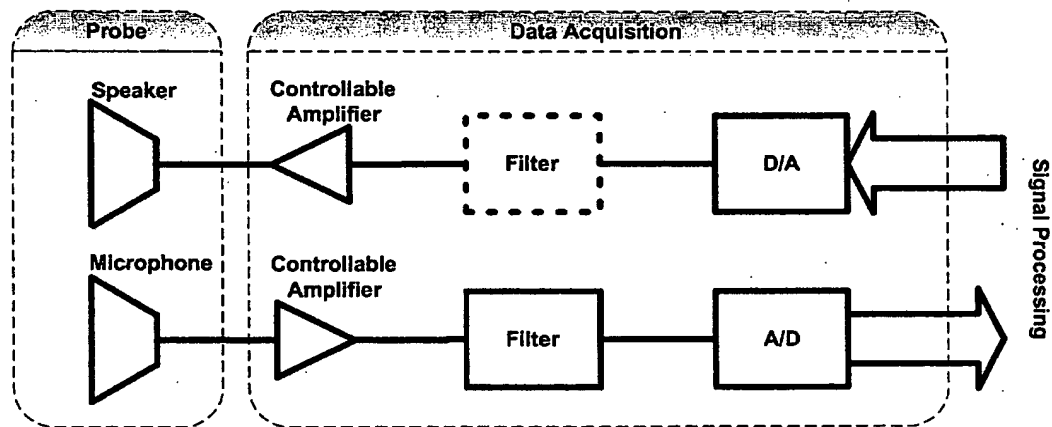 Probe
Data Acquisition
Speaker
Controllable
Amplifier
Filter
D/A
Signal Processing
Microphone
Controllable
Amplifier
Filter
A/D